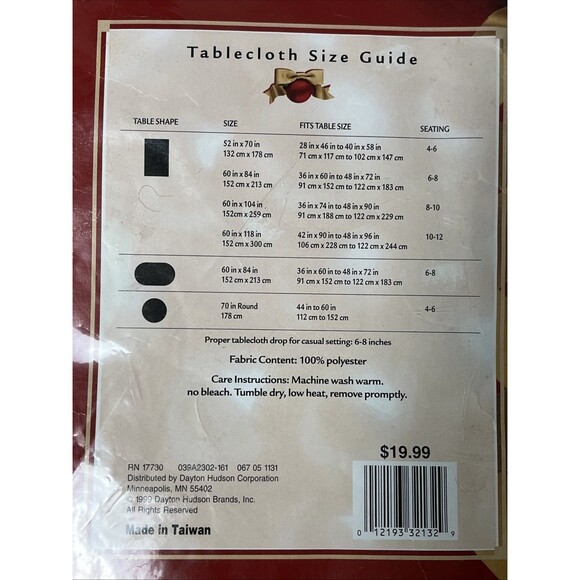 Tablecloth Size Guide
TABLE SHAPE SIZE FITS TABLE SIZE SEATING
52 in x 70 in 28 in x 46 in to 40 in x 58 in 4-6
132 cm x 178 cm 71 cm x 117 cm to 102 cm x 147 cm
60 in x 84 in 36 in x 60 in to 48 in x 72 in 6-8
152 cm x 213 cm 91 cm x 152 cm to 122 cm x 183 cm
60 in x 104 in 36 in x 74 in to 48 in x 90 in 8-10
152cm x 259 cm 91 cm x 188 cm to 122 cm x 229 cm
60 in x 118 in 42 in x 90 in to 48 in x 96 in 10-12
152 cm x 300 cm 106 cm x 228 cm to 122 cm x 244 cm
60 in x 84 in 36 in x 60 in to 48 in x 72 in 6-8
152 cm x 213 cm 91 cm x 152 cm to 122 cm x 183 cm
70 in Round 44 in to 60 in 4-6
178 cm 112 cm to 152 cm
Proper tablecloth drop for casual setting: 6-8 inches
Fabric Content: 100% polyester
Care Instructions: Machine wash warm.
no bleach. Tumble dry, low heat, remove promptly.
$19.99
RN 17730 039A2302-161 067 05 1131
Distributed by Dayton Hudson Corporation
Minneapolis, MN 55402
© 1999 Dayton Hudson Brands, Inc.
All Rights Reserved
Made in Taiwan
0 12193 32132 9